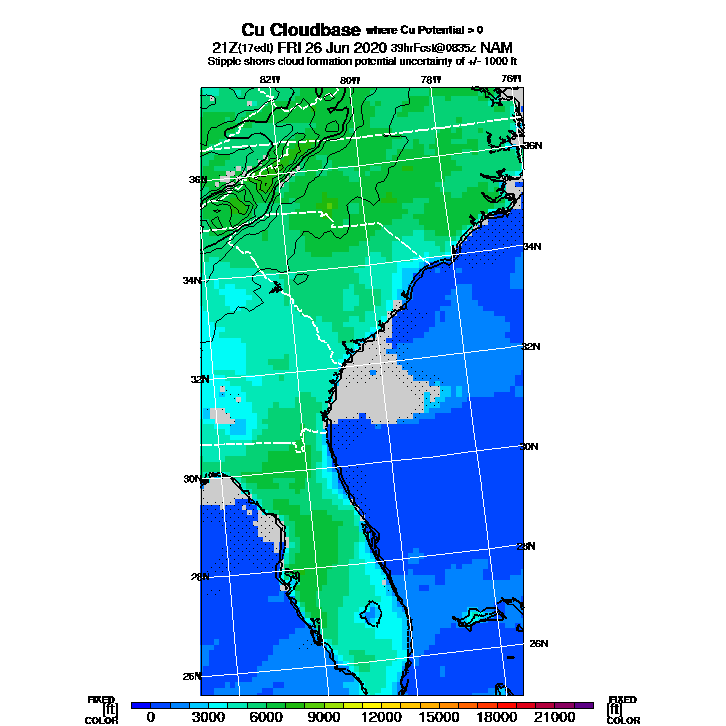 Cu Cloudbase where Cu Potential > 0
21Z(17edt) FRI 26 Jun 2020 39hrFcst@0835z NAM
Stipple shows cloud formation potential uncertainty of +/- 1000 ft
82W 80W 78W 76W
36N
36N
34N
34N
32N
32N
30N
30N
28N
28N
26N
26N
FIXED FIXED
[ft] [ft]
COLOR 0 3000 6000 9000 12000 15000 18000 21000 COLOR